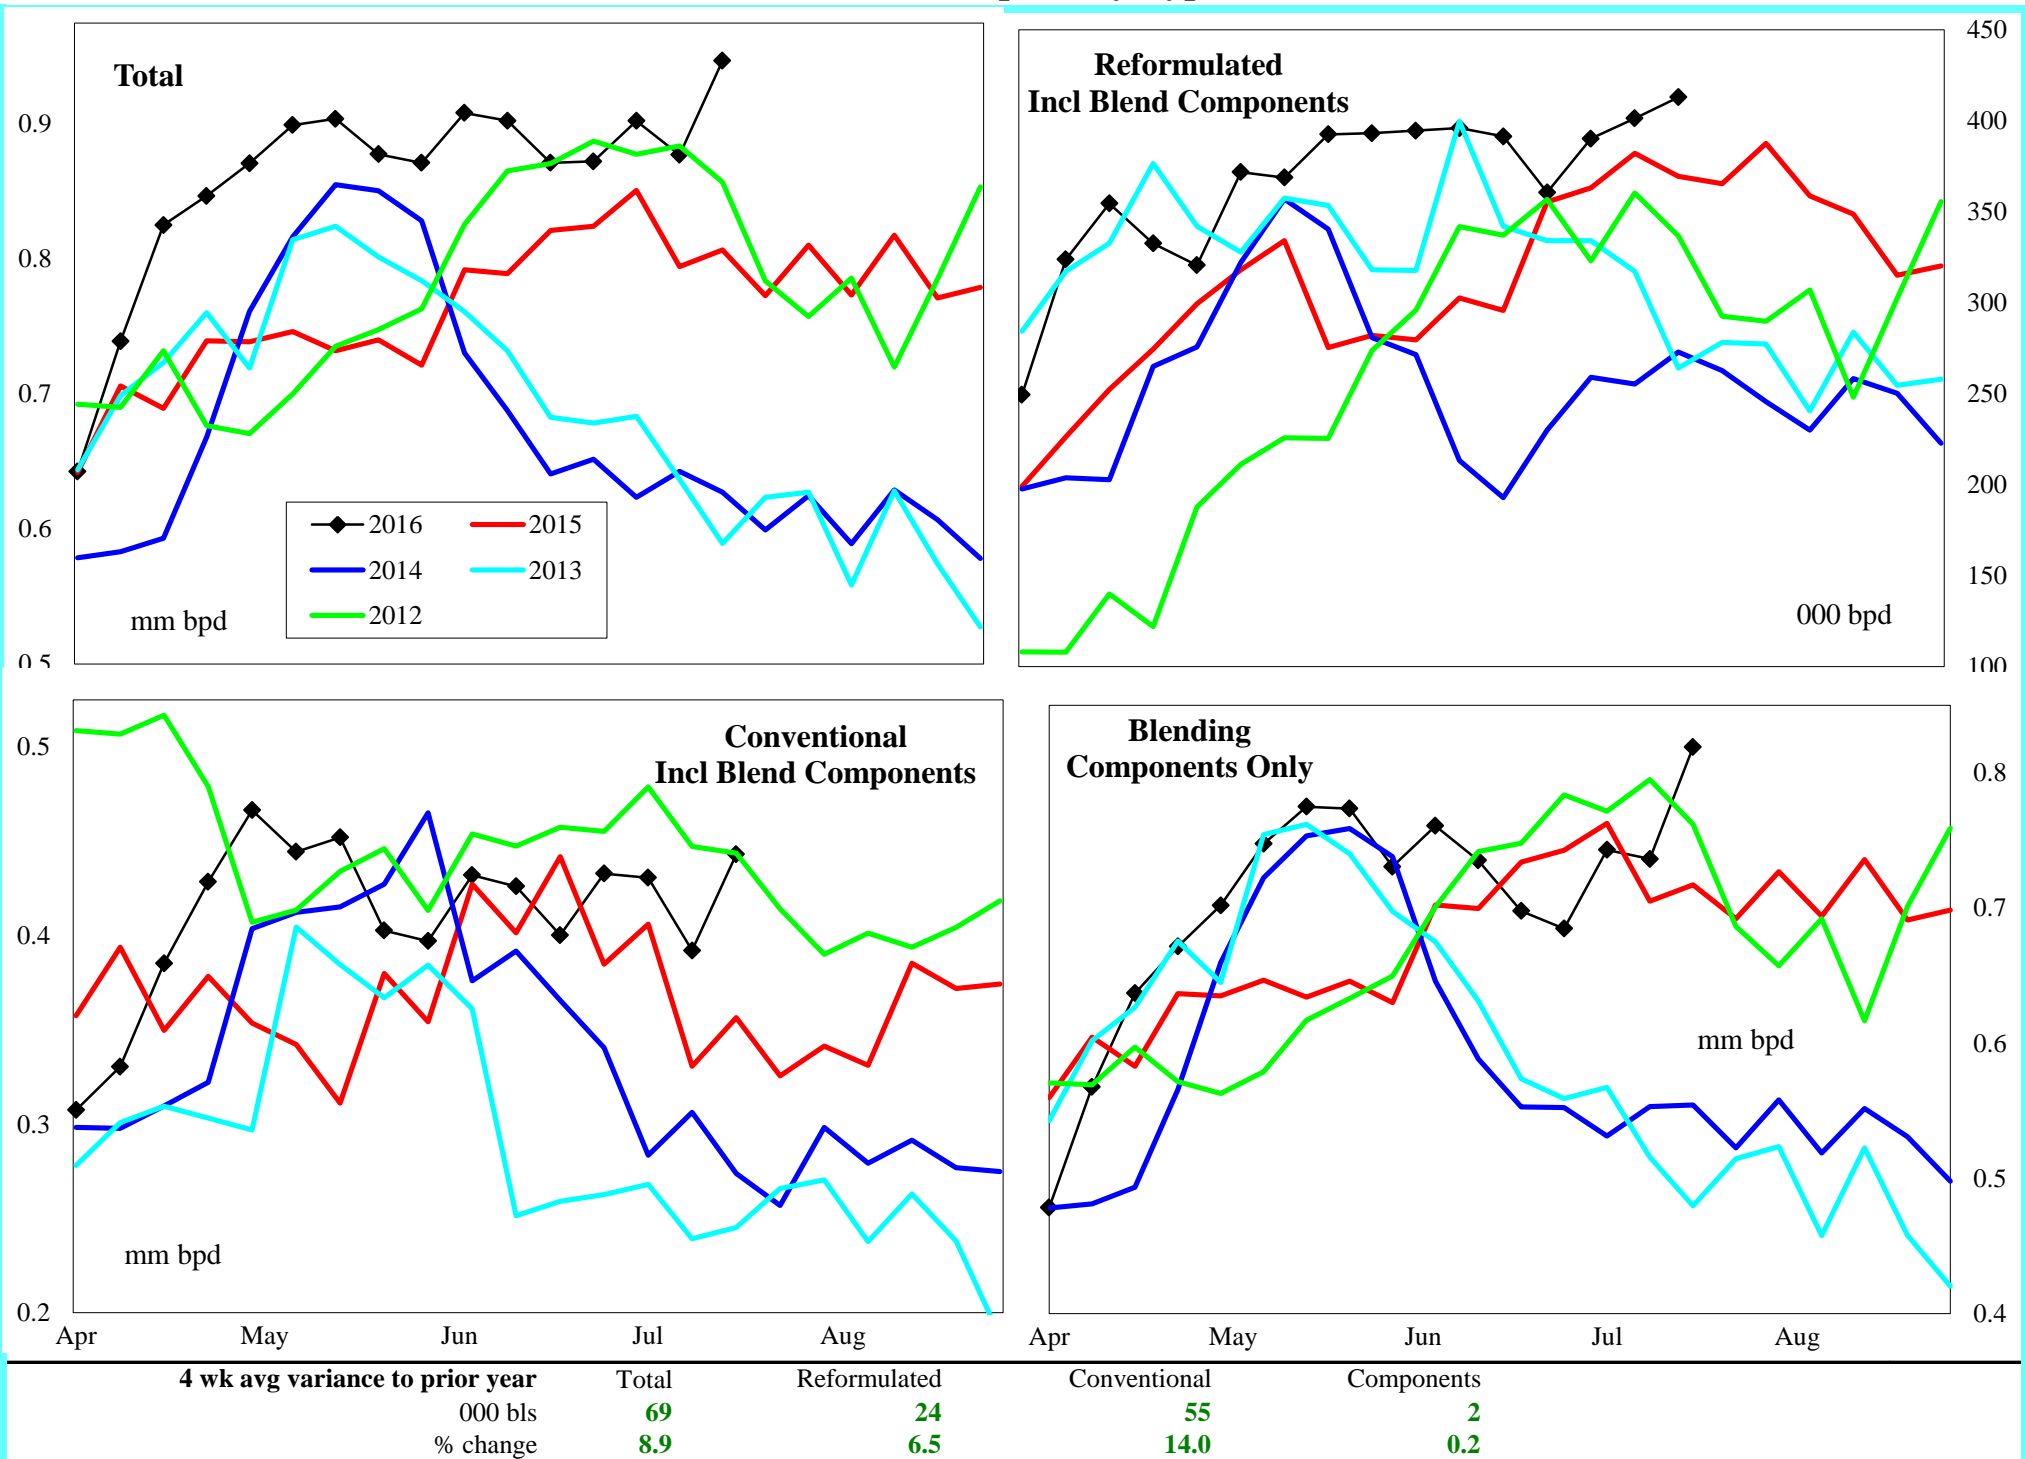 Total
0.9
0.8
0.7
0.6
0.5
2016
2015
2014
2013
2012
mm bpd
Reformulated
Incl Blend Components
450
400
350
300
250
200
150
100
000 bpd
Conventional
Incl Blend Components
0.5
0.4
0.3
0.2
mm bpd
Apr May Jun Jul Aug
Blending
Components Only
0.8
0.7
0.6
0.5
0.4
mm bpd
Apr May Jun Jul Aug
4 wk avg variance to prior year Total Reformulated Conventional Components
000 bls 69 24 55 2
% change 8.9 6.5 14.0 0.2